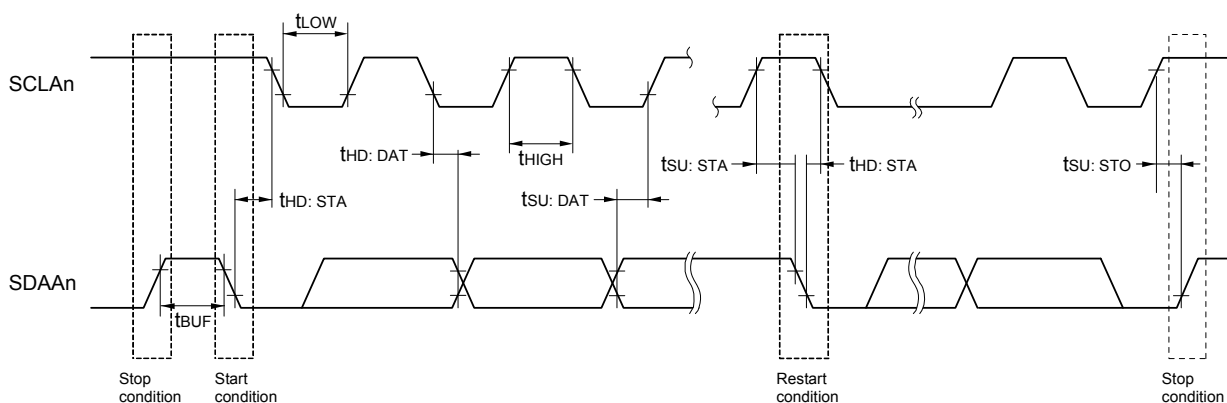 tLOW
SCLAn
tHD: DAT
tHIGH
tSU: STA
tHD: STA
tSU: STO
tHD: STA
tSU: DAT
SDAAn
tBUF
Stop
condition
Start
condition
Restart
condition
Stop
condition